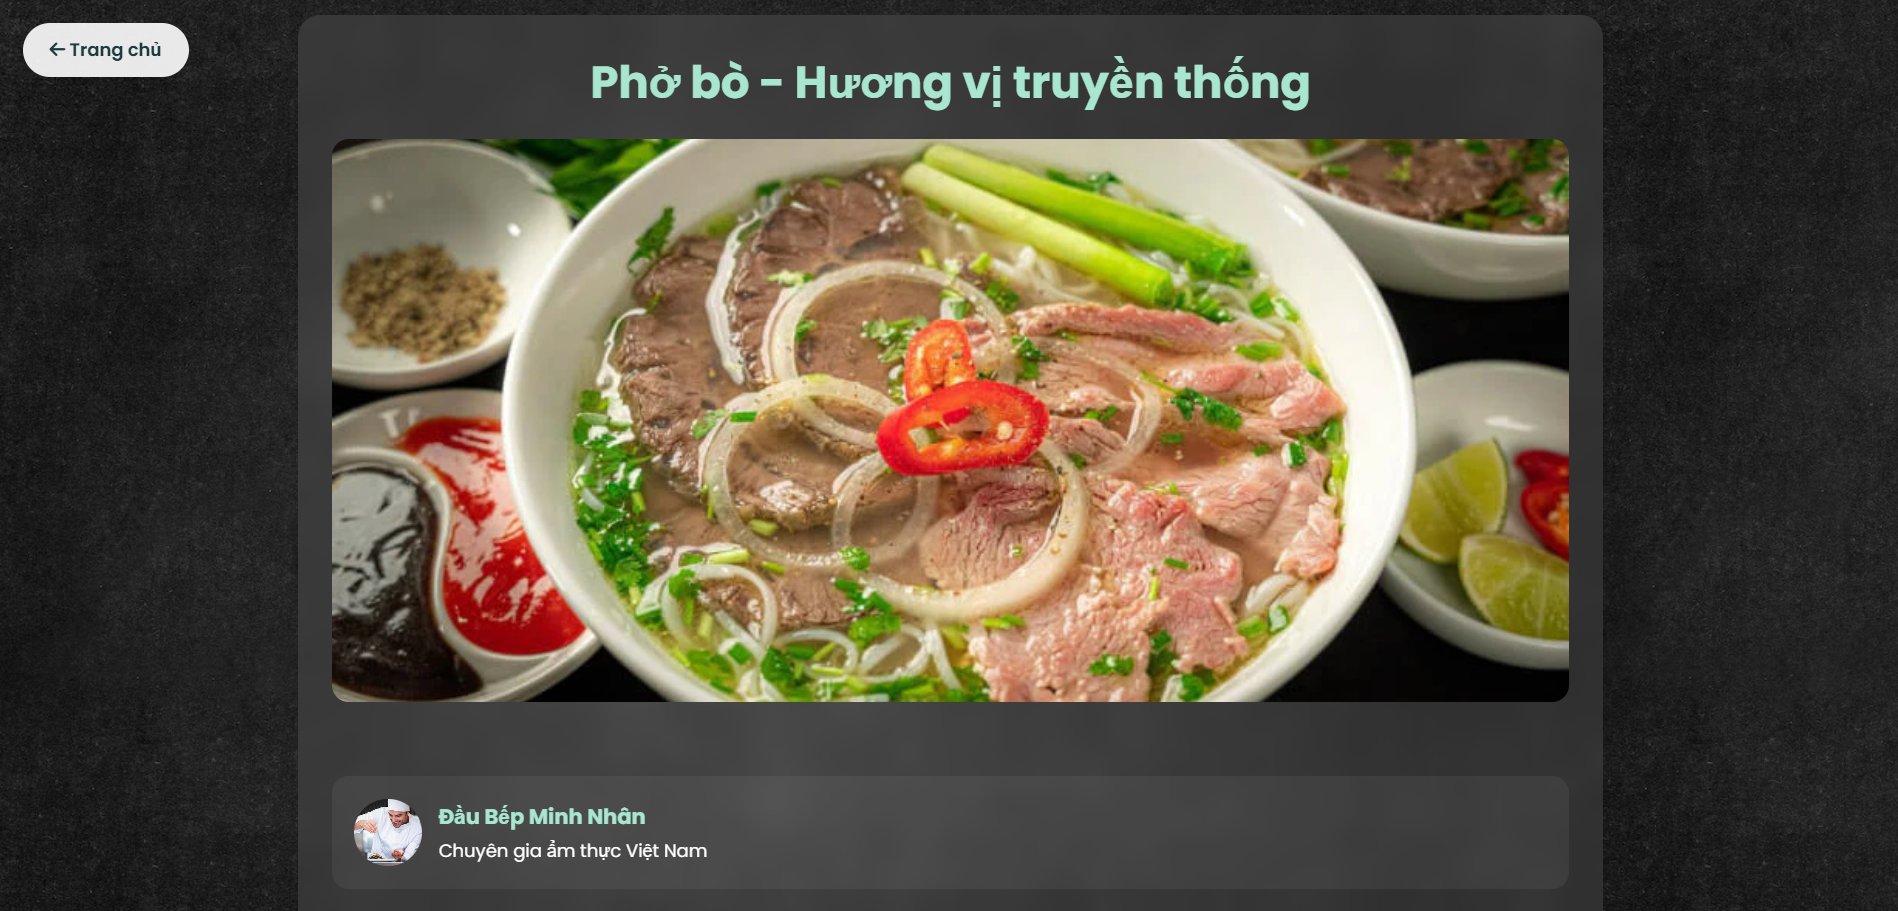 Trang chủ
Phở bò - Hương vị truyền thống
Đầu Bếp Minh Nhân
Chuyên gia ẩm thực Việt Nam